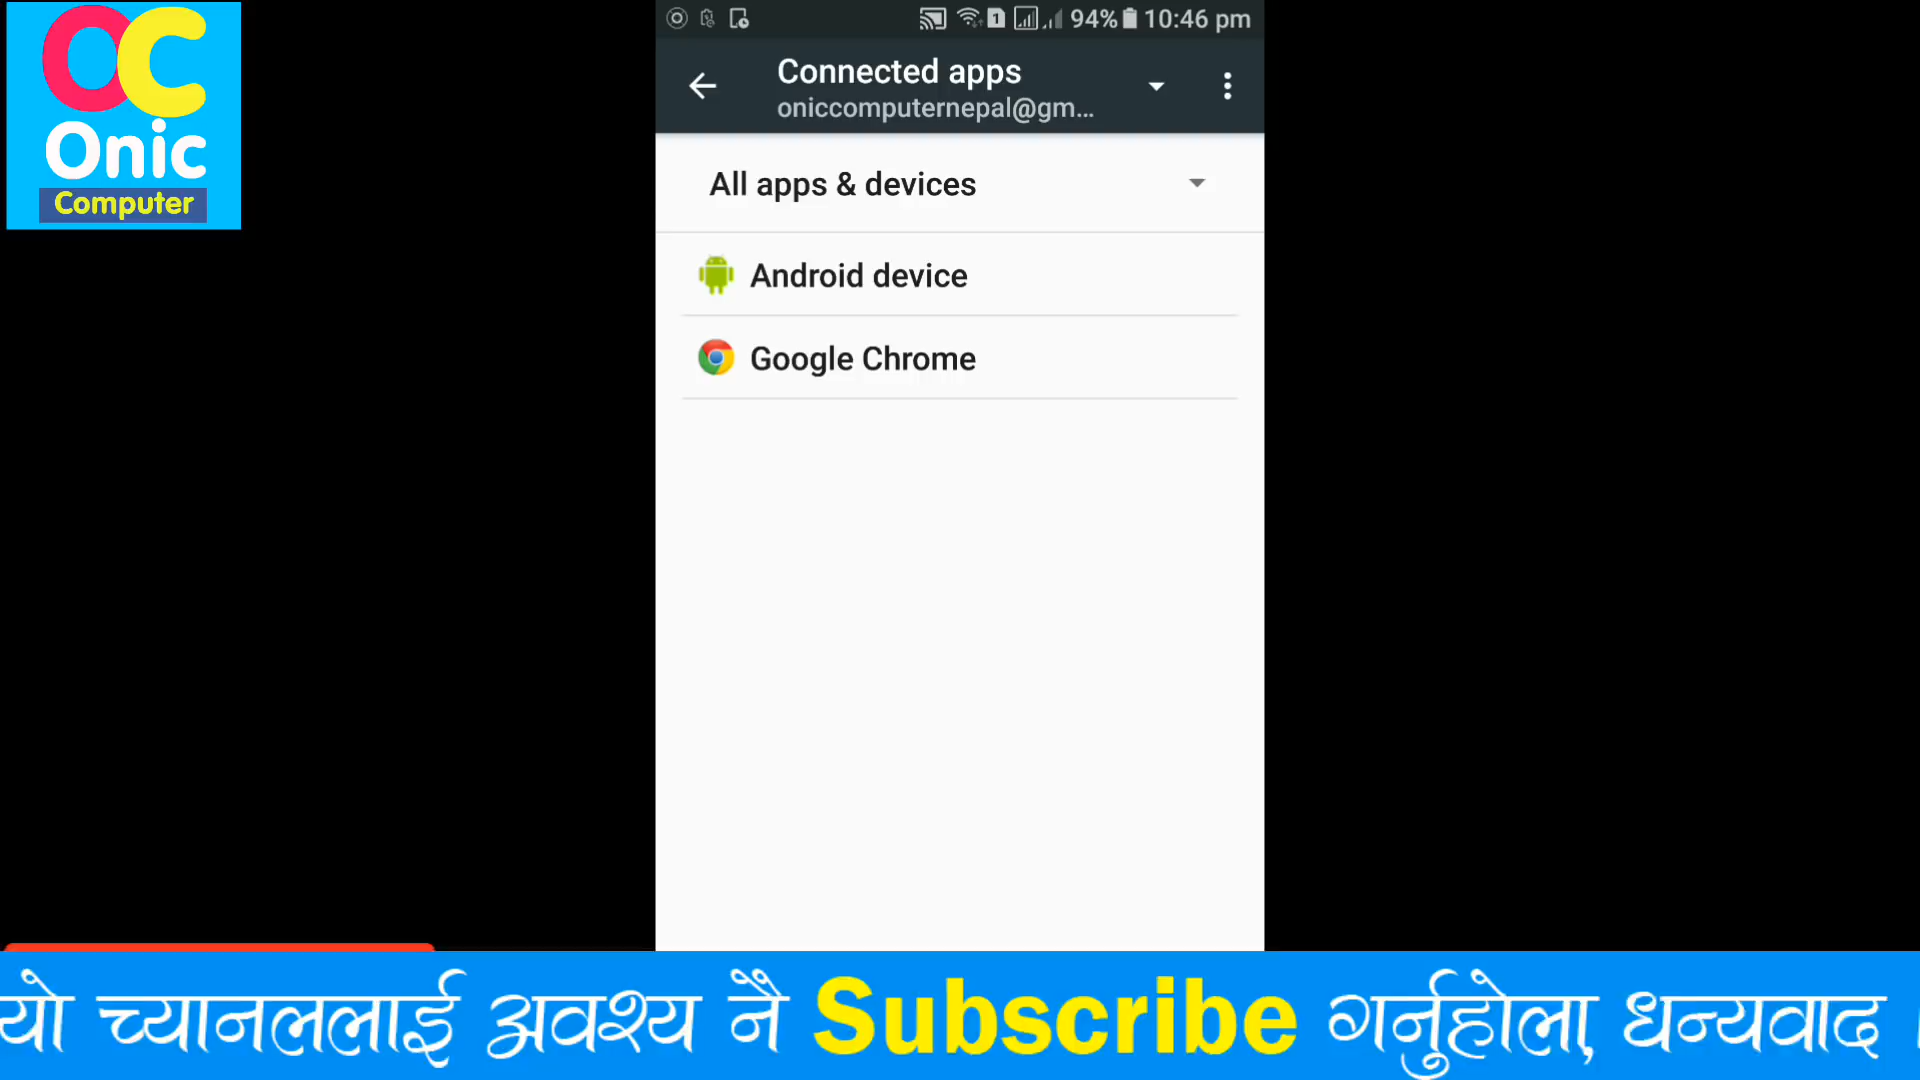 OC
Onic
Computer
1 94% 10:46 pm
Connected apps
oniccomputernepal@gm...
All apps & devices
Android device
Google Chrome
यो च्यानललाई अवश्य नै Subscribe गर्नुहोला, धन्यवाद ।